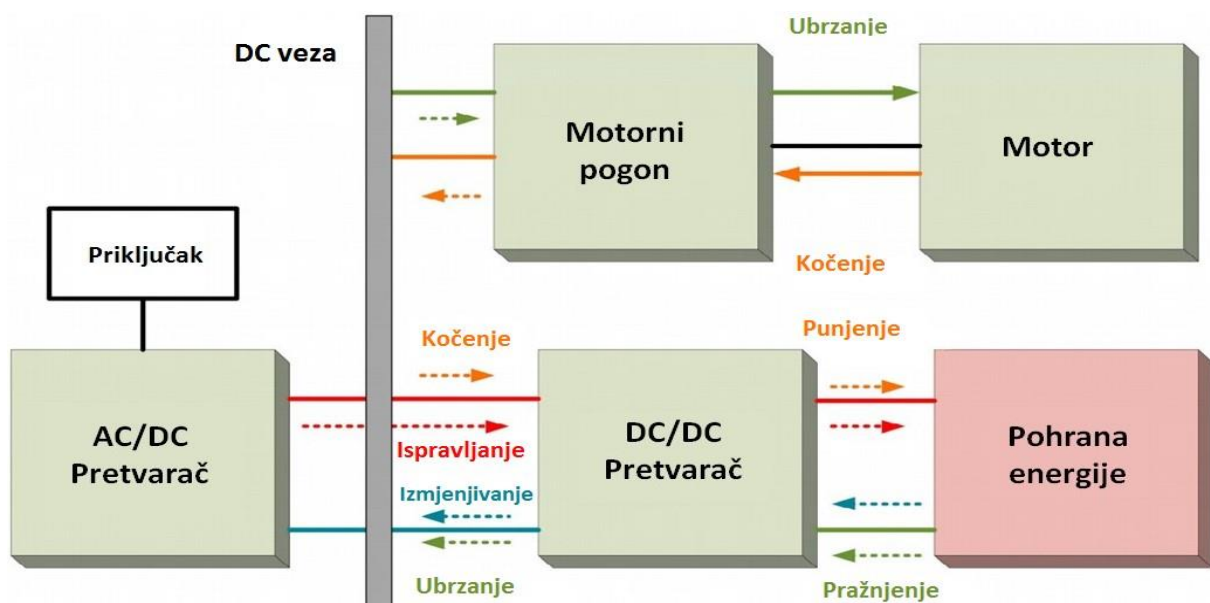 Ubrzanje
DC veza
Motorni
pogon
Motor
Priključak
Kočenje
Kočenje
Punjenje
AC/DC
Pretvarač
Ispravljanje
DC/DC
Pretvarač
Pohrana
energije
Izmjenjivanje
Ubrzanje
Pražnjenje